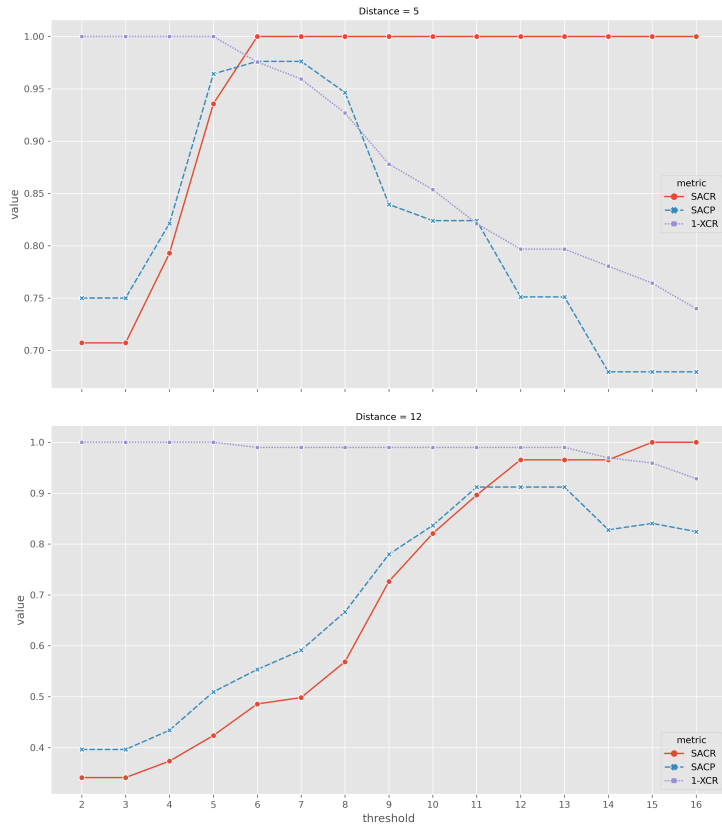 Distance = 5
1.00
0.95
0.90
0.85
0.80
0.75
0.70
value
metric
SACR
SACP
1-XCR
Distance = 12
1.0
0.9
0.8
0.7
0.6
0.5
0.4
value
metric
SACR
SACP
1-XCR
2 3 4 5 6 7 8 9 10 11 12 13 14 15 16
threshold